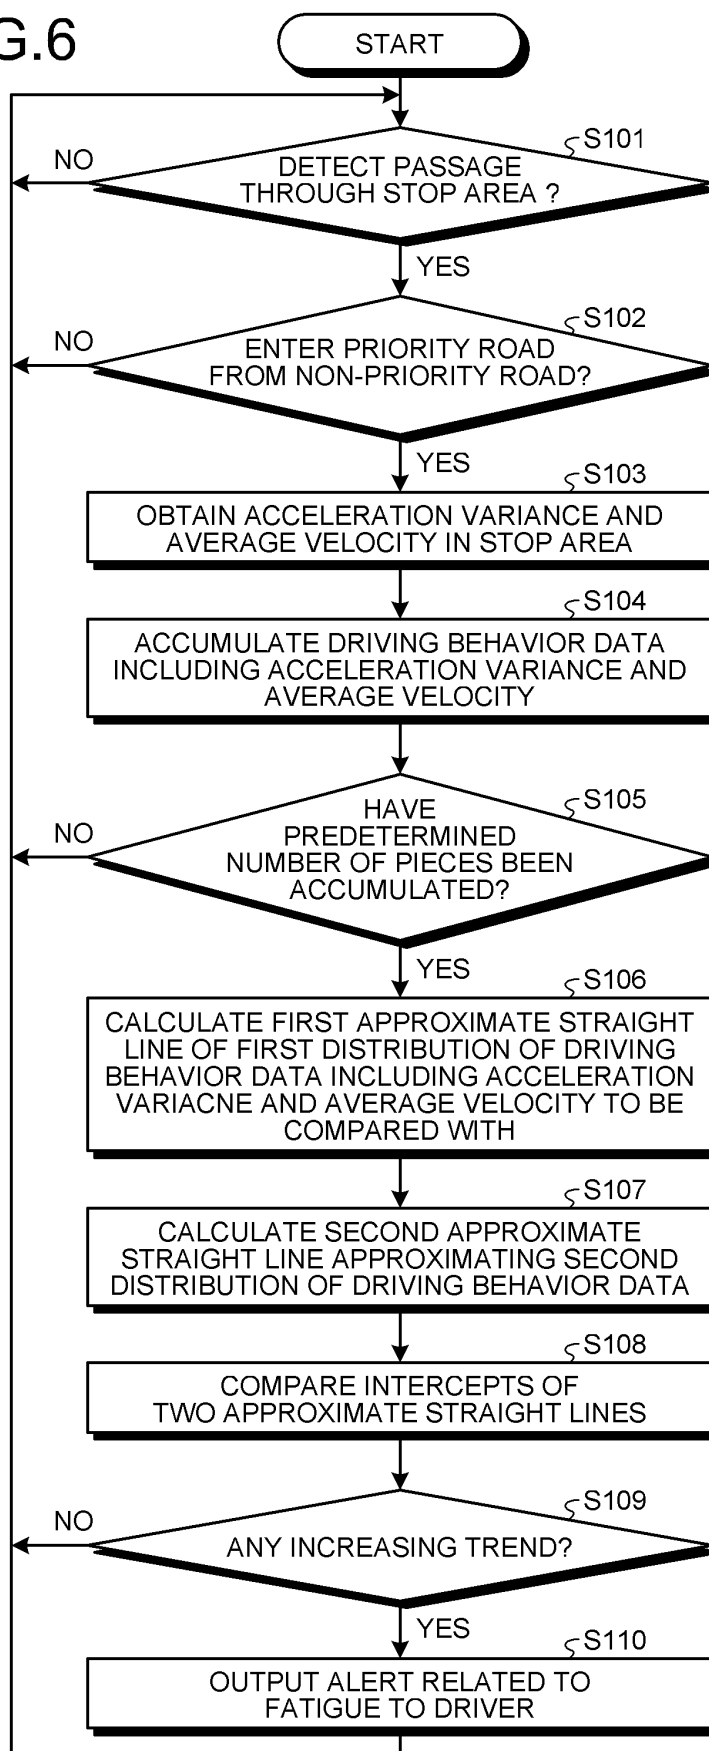 G.6
START
S101
NO
DETECT PASSAGE
THROUGH STOP AREA ?
YES
S102
NO
ENTER PRIORITY ROAD
FROM NON-PRIORITY ROAD?
YES
S103
OBTAIN ACCELERATION VARIANCE AND
AVERAGE VELOCITY IN STOP AREA
S104
ACCUMULATE DRIVING BEHAVIOR DATA
INCLUDING ACCELERATION VARIANCE AND
AVERAGE VELOCITY
S105
NO
HAVE
PREDETERMINED
NUMBER OF PIECES BEEN
ACCUMULATED?
YES
S106
CALCULATE FIRST APPROXIMATE STRAIGHT
LINE OF FIRST DISTRIBUTION OF DRIVING
BEHAVIOR DATA INCLUDING ACCELERATION
VARIACNE AND AVERAGE VELOCITY TO BE
COMPARED WITH
S107
CALCULATE SECOND APPROXIMATE
STRAIGHT LINE APPROXIMATING SECOND
DISTRIBUTION OF DRIVING BEHAVIOR DATA
S108
COMPARE INTERCEPTS OF
TWO APPROXIMATE STRAIGHT LINES
S109
NO
ANY INCREASING TREND?
YES
S110
OUTPUT ALERT RELATED TO
FATIGUE TO DRIVER